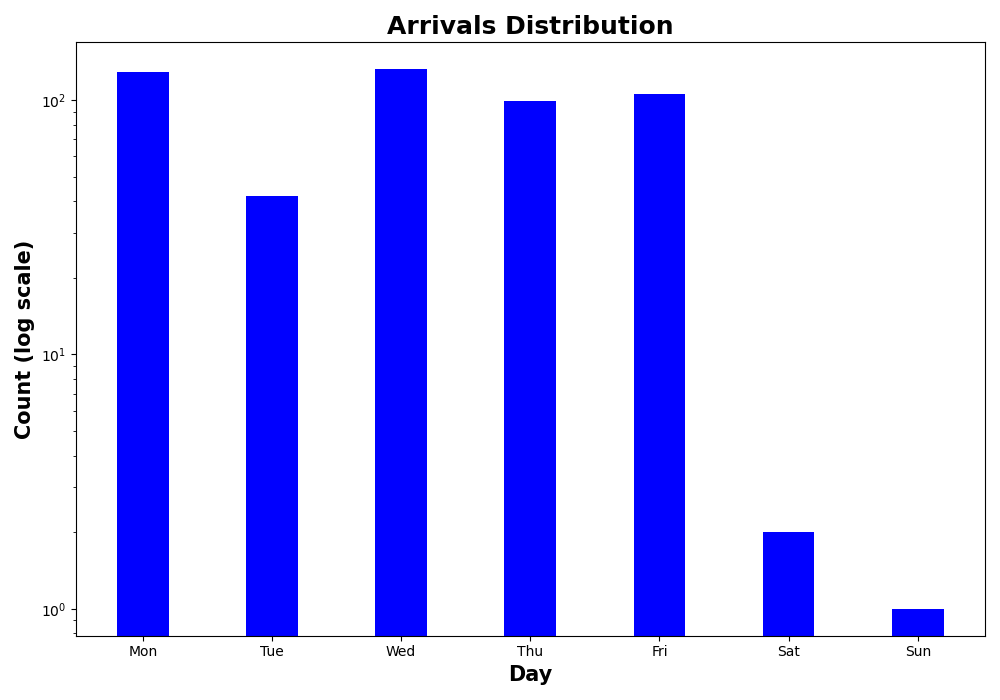 Arrivals Distribution
Count (log scale)
10²
10¹
10⁰
Mon Tue Wed Thu Fri Sat Sun
Day